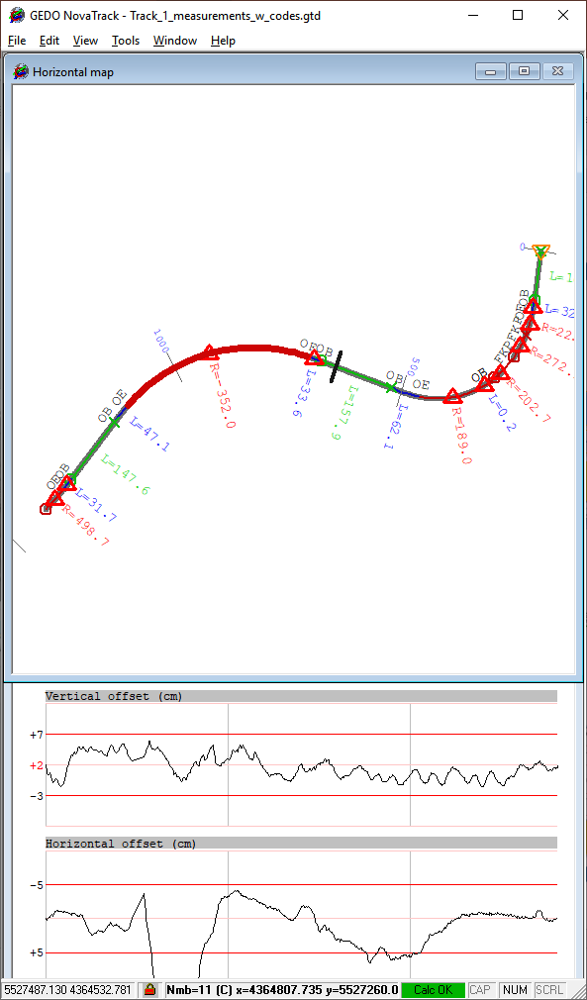 GEDO NovaTrack - Track_1_measurements_w_codes.gtd
File Edit View Tools Window Help
Horizontal map
0
L=1
OB
L=32
R=22.
R=272.
R=202.7
OB
L=0.2
500
OB OE
R=189.0
L=62.1
L=157.9
L=33.6
1000
R=-352.0
OB OE
L=47.1
L=147.6
L=31.7
R=498.7
Vertical offset (cm)
+7
+2
-3
Horizontal offset (cm)
-5
+5
5527487.130 4364532.781 Nmb=11 (C) x=4364807.735 y=5527260.0 Calc OK CAP NUM SCRL